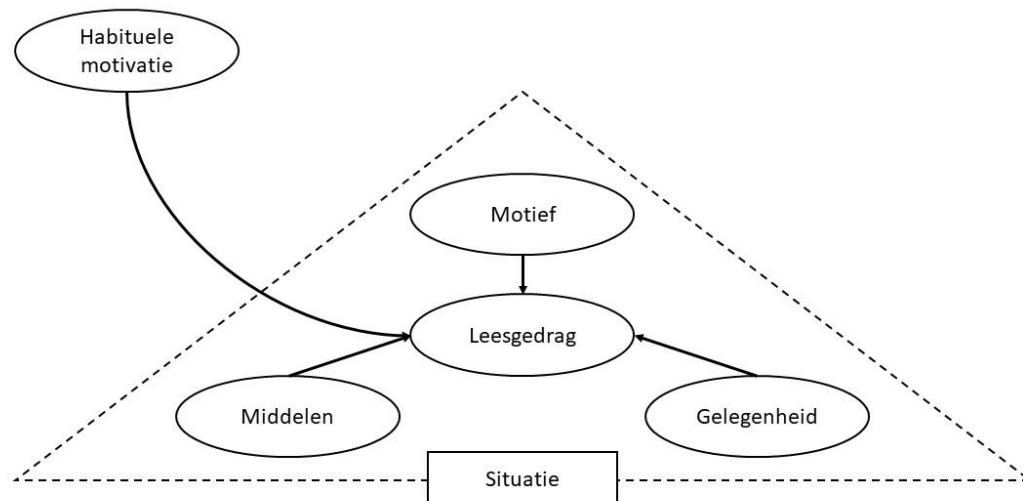 Habituele
motivatie
Motief
Leesgedrag
Middelen
Gelegenheid
Situatie